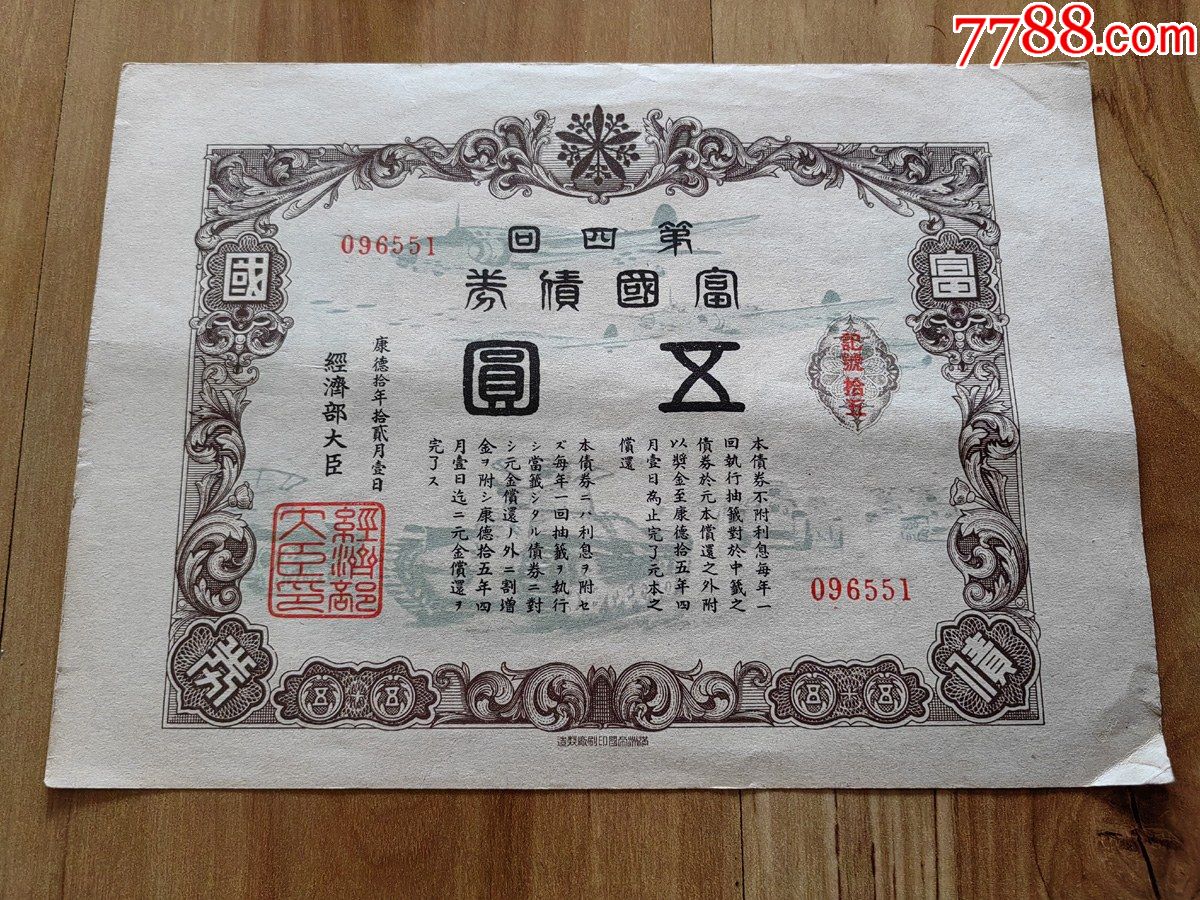 7788.com
第四回
096551
富國債券
五圓
富
國
記號拾五
本債券不附利息每年一
回執行抽籤對於中籤之
債券於元本償還之外附
以獎金至康德拾五年四
月壹日為止完了元本之
償還
本債券ニハ利息ヲ附セ
ズ每年一回抽籤ヲ執行
シ當籤シタル債券ニ對
シ元金償還ノ外ニ割增
金ヲ附シ康德拾五年四
月壹日迄ニ元金償還ヲ
完了ス
康德拾年拾貳月壹日
經濟部大臣
經濟部
大臣印
096551
債
券
五 五 五 五
滿洲帝國印刷廠製造